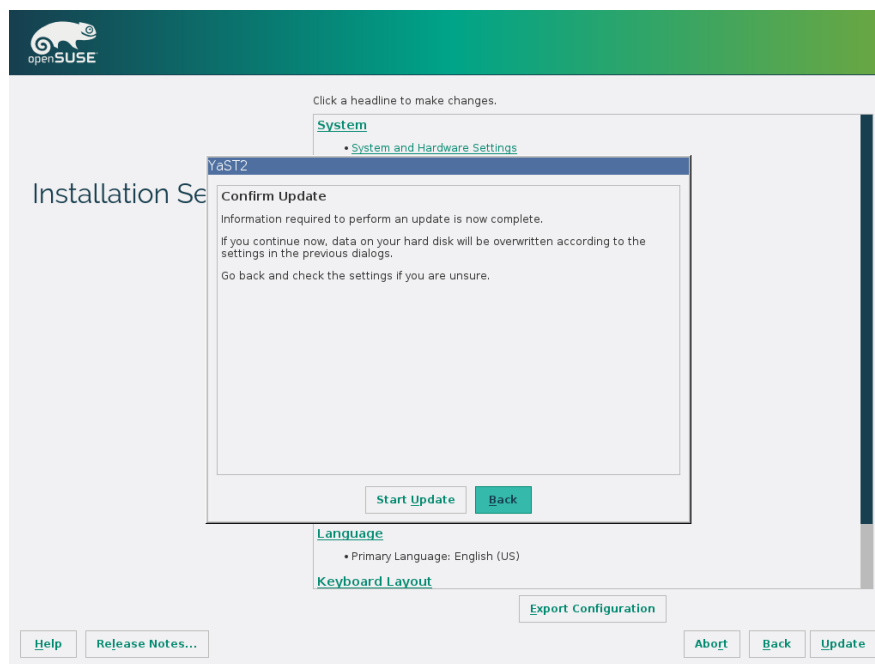 openSUSE
Click a headline to make changes.
System
• System and Hardware Settings
Installation Se
YaST2
Confirm Update
Information required to perform an update is now complete.
If you continue now, data on your hard disk will be overwritten according to the
settings in the previous dialogs.
Go back and check the settings if you are unsure.
Start Update
Back
Language
• Primary Language: English (US)
Keyboard Layout
Export Configuration
Help
Release Notes...
Abort
Back
Update